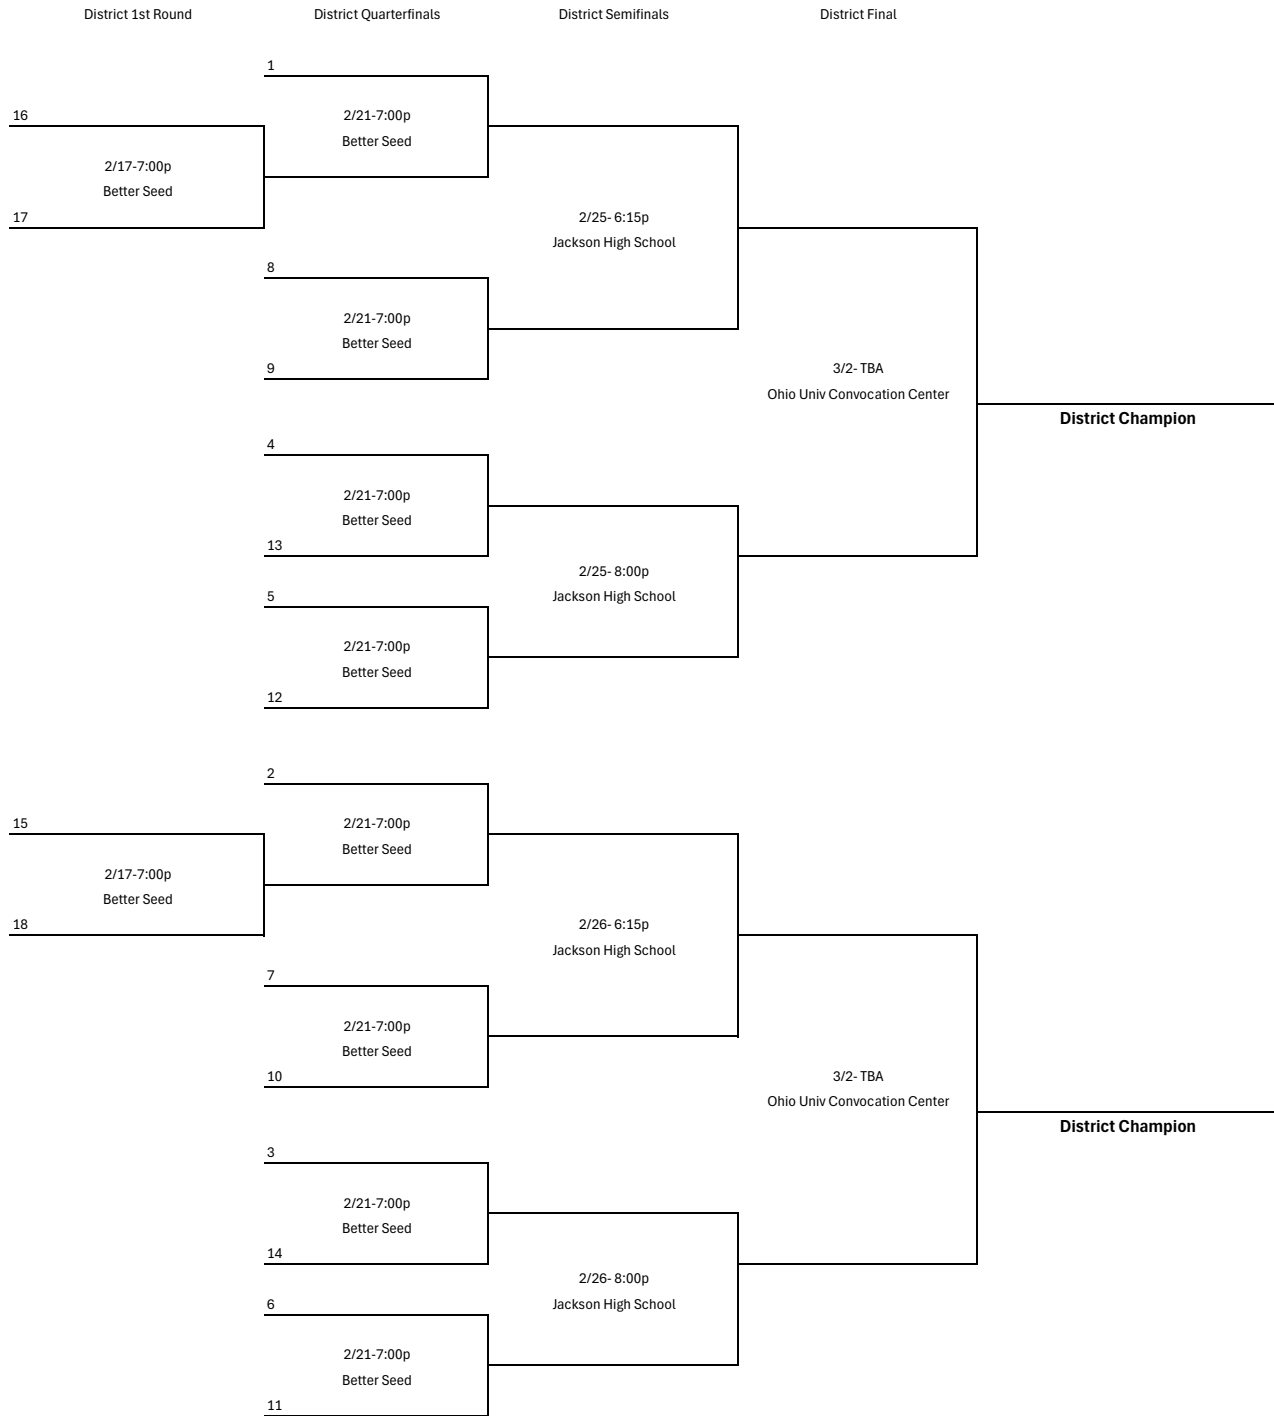 District 1st Round
District Quarterfinals
District Semifinals
District Final
1
2/21-7:00p
Better Seed
16
2/17-7:00p
Better Seed
17
2/25- 6:15p
Jackson High School
8
2/21-7:00p
Better Seed
9
3/2- TBA
Ohio Univ Convocation Center
District Champion
4
2/21-7:00p
Better Seed
13
2/25- 8:00p
Jackson High School
5
2/21-7:00p
Better Seed
12
2
2/21-7:00p
Better Seed
15
2/17-7:00p
Better Seed
18
2/26- 6:15p
Jackson High School
7
2/21-7:00p
Better Seed
10
3/2- TBA
Ohio Univ Convocation Center
District Champion
3
2/21-7:00p
Better Seed
14
2/26- 8:00p
Jackson High School
6
2/21-7:00p
Better Seed
11